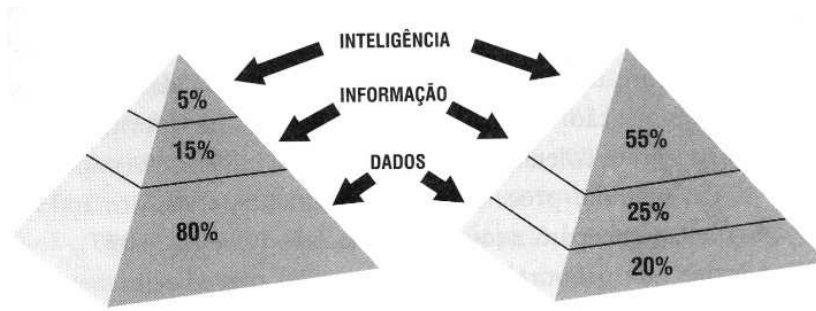 INTELIGÊNCIA
5%
INFORMAÇÃO
15%
55%
DADOS
25%
80%
20%